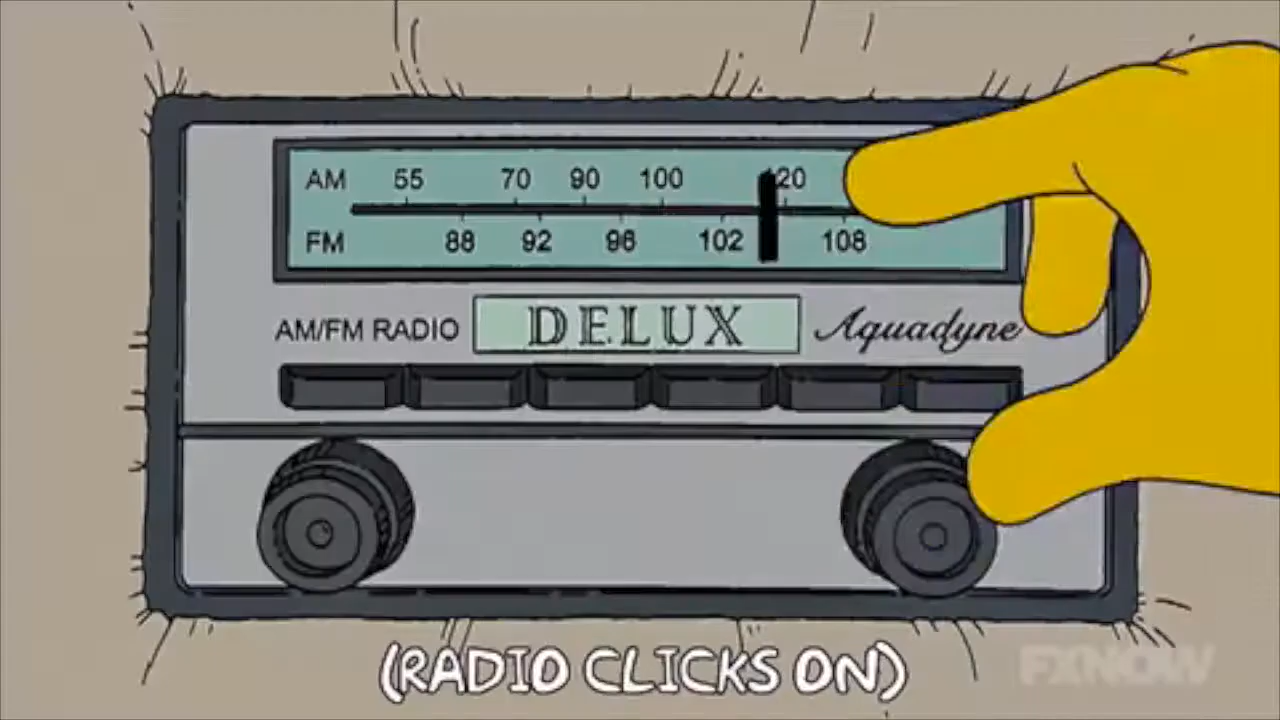 AM 55 70 90 100 120
FM 88 92 96 102 108
AM/FM RADIO DELUX Aquadyne
(RADIO CLICKS ON)
FXNOW